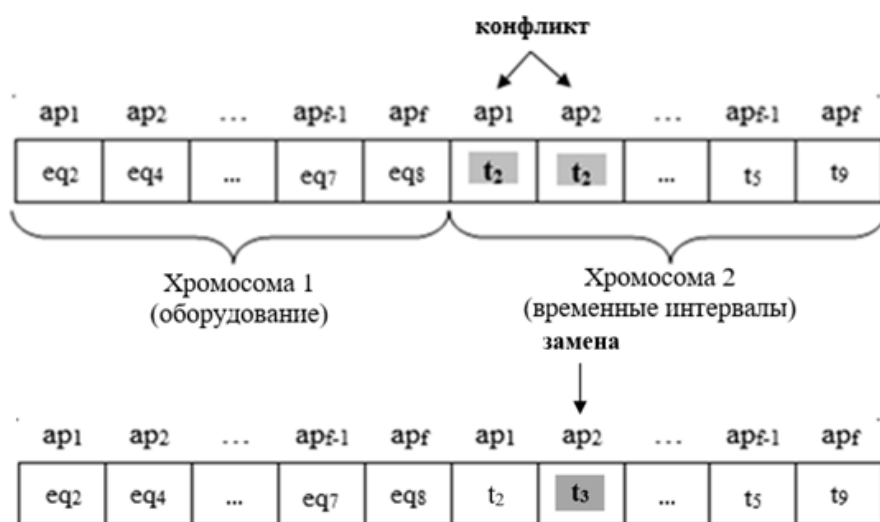 конфликт
ap1 ap2 ... apf-1 apf ap1 ap2 ... apf-1 apf
eq2 eq4 ... eq7 eq8 t2 t2 ... t5 t9
Хромосома 1 Хромосома 2
(оборудование) (временные интервалы)
замена
ap1 ap2 ... apf-1 apf ap1 ap2 ... apf-1 apf
eq2 eq4 ... eq7 eq8 t2 t3 ... t5 t9